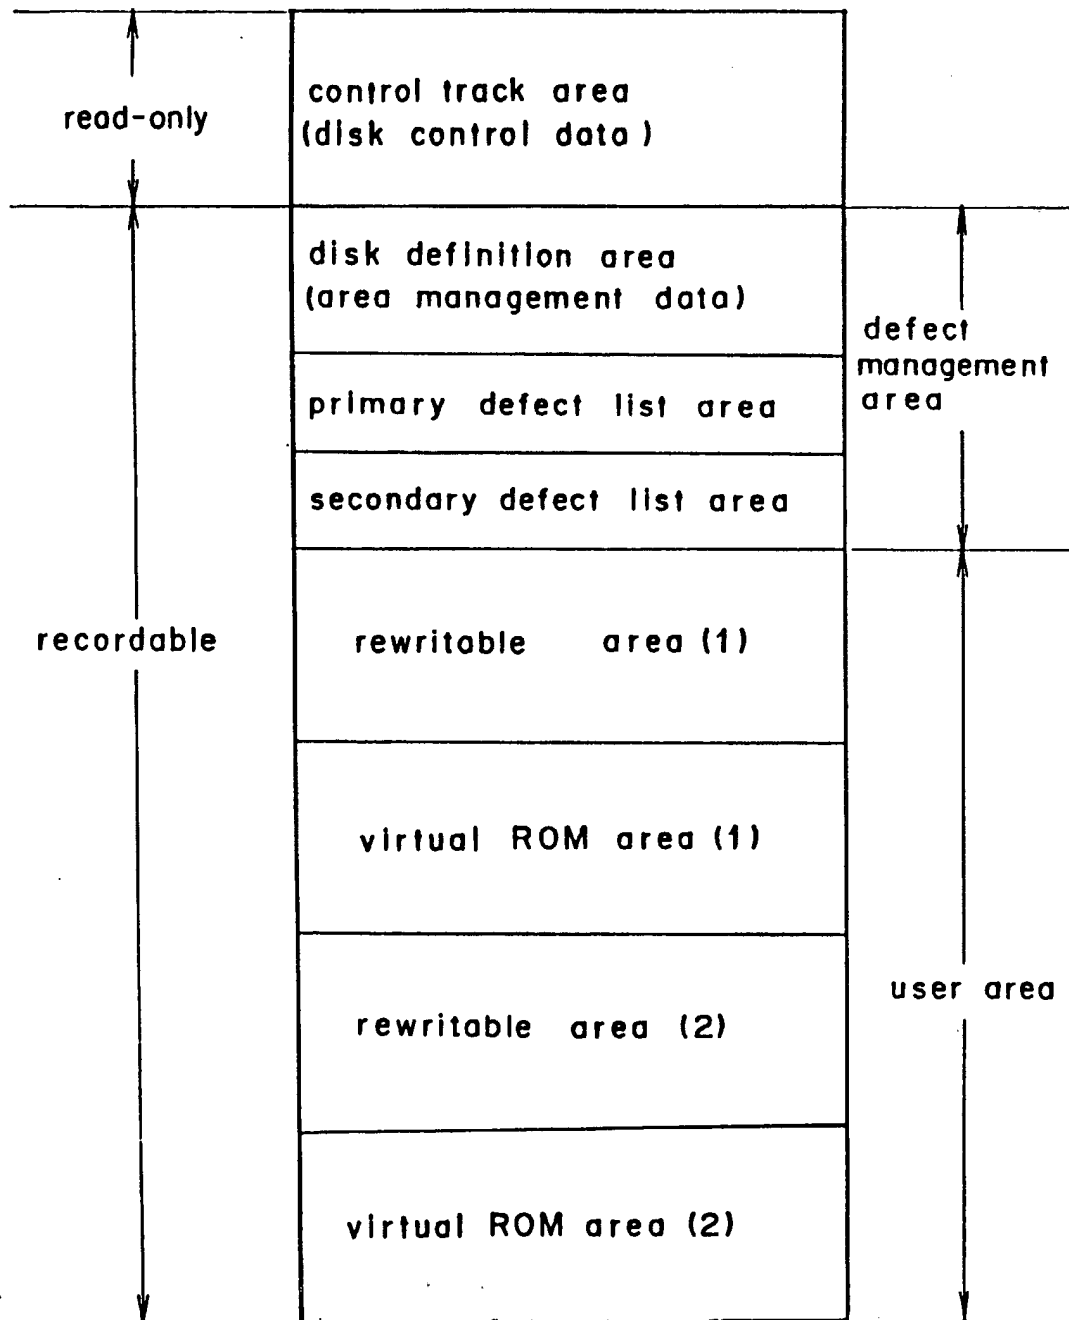 read-only
control track area
(disk control data)
disk definition area
(area management data)
defect
management
area
primary defect list area
secondary defect list area
recordable
rewritable area (1)
virtual ROM area (1)
user area
rewritable area (2)
virtual ROM area (2)